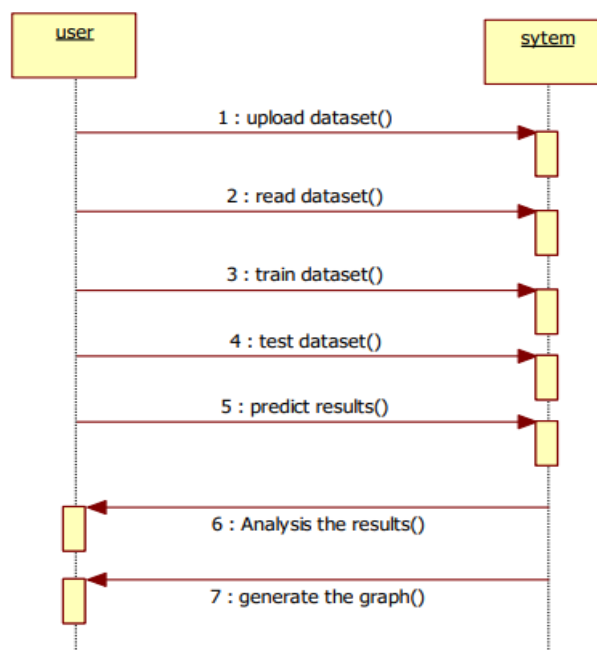 user
sytem
1 : upload dataset()
2 : read dataset()
3 : train dataset()
4 : test dataset()
5 : predict results()
6 : Analysis the results()
7 : generate the graph()